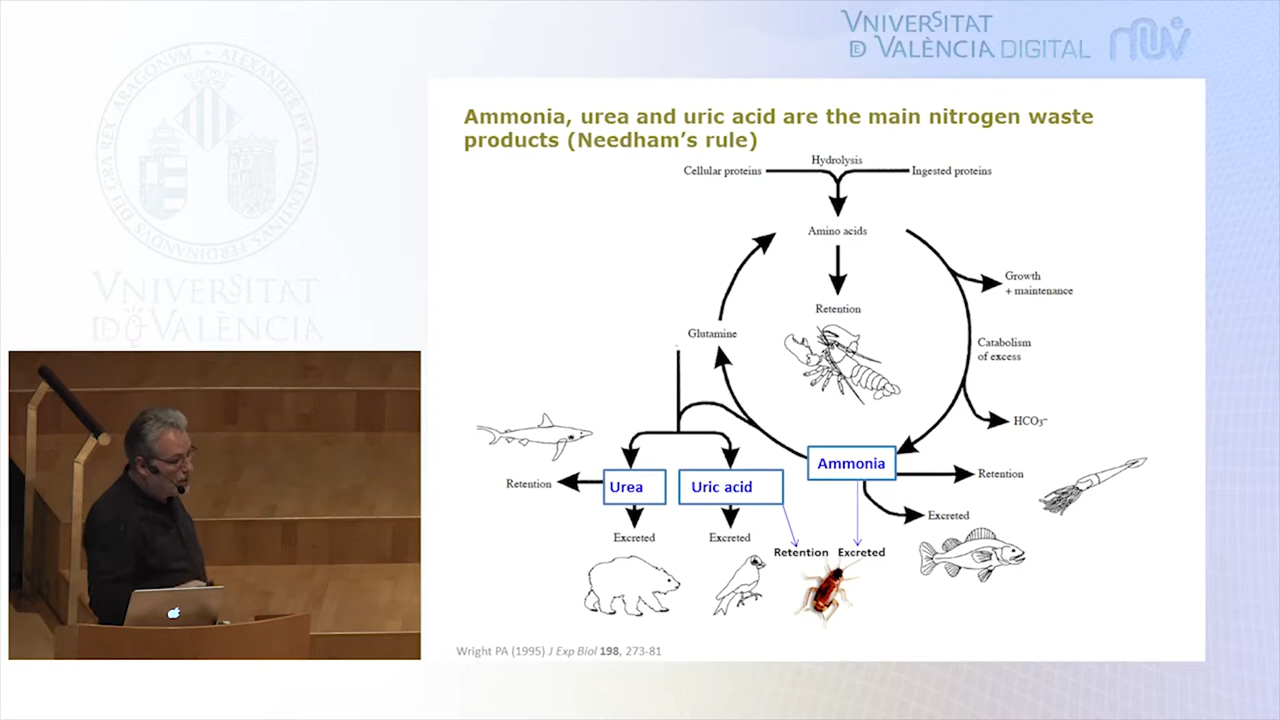 VNIVERSITAT
DE VALÈNCIA DIGITAL
VNIVERSITAT
DE VALÈNCIA
Ammonia, urea and uric acid are the main nitrogen waste
products (Needham's rule)
Hydrolysis
Cellular proteins
Ingested proteins
Amino acids
Growth
+ maintenance
Retention
Glutamine
Catabolism
of excess
HCO₃⁻
Ammonia
Retention
Urea
Uric acid
Retention
Excreted
Excreted
Excreted
Retention Excreted
Wright PA (1995) J Exp Biol 198, 273-81